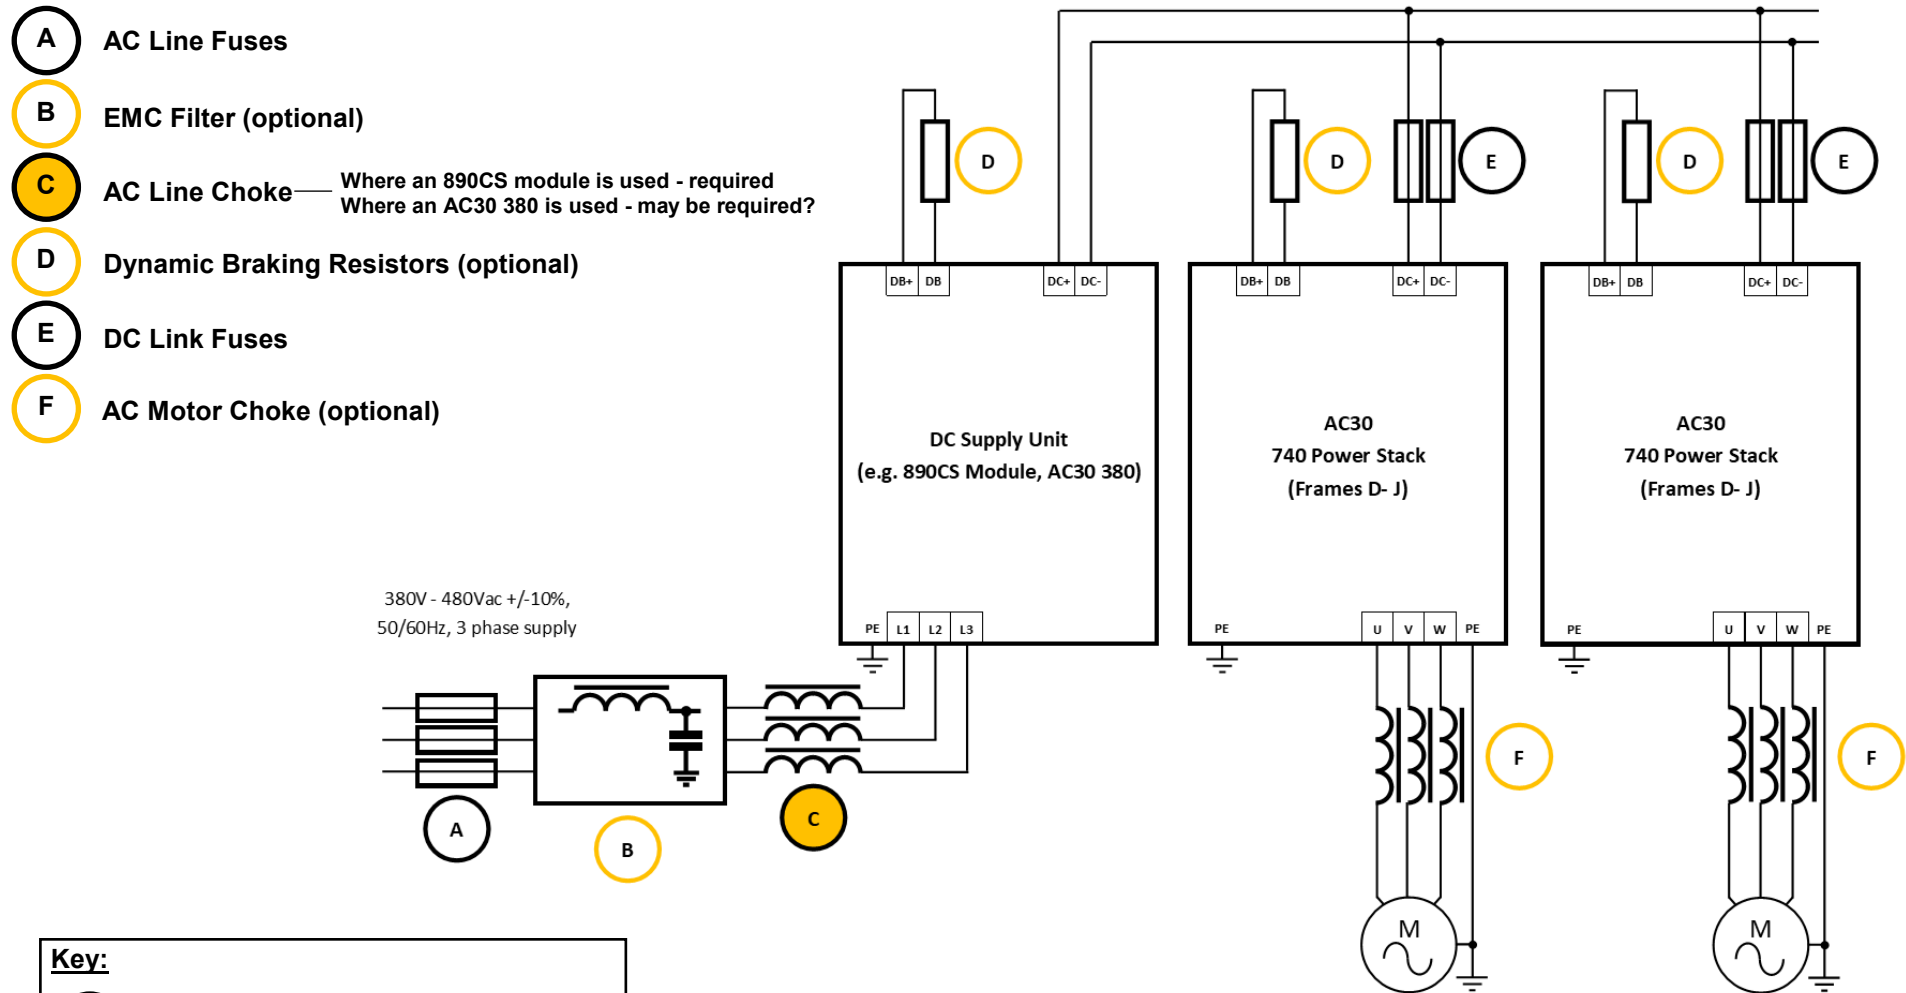 A AC Line Fuses
B EMC Filter (optional)
C AC Line Choke
Where an 890CS module is used - required
Where an AC30 380 is used - may be required?
D Dynamic Braking Resistors (optional)
E DC Link Fuses
F AC Motor Choke (optional)
D
D
E
D
E
DB+ DB DC+ DC-
DB+ DB DC+ DC-
DB+ DB DC+ DC-
DC Supply Unit
(e.g. 890CS Module, AC30 380)
AC30
740 Power Stack
(Frames D- J)
AC30
740 Power Stack
(Frames D- J)
380V - 480Vac +/-10%,
50/60Hz, 3 phase supply
PE L1 L2 L3
PE U V W PE
PE U V W PE
A
B
C
F
F
M
M
Key: